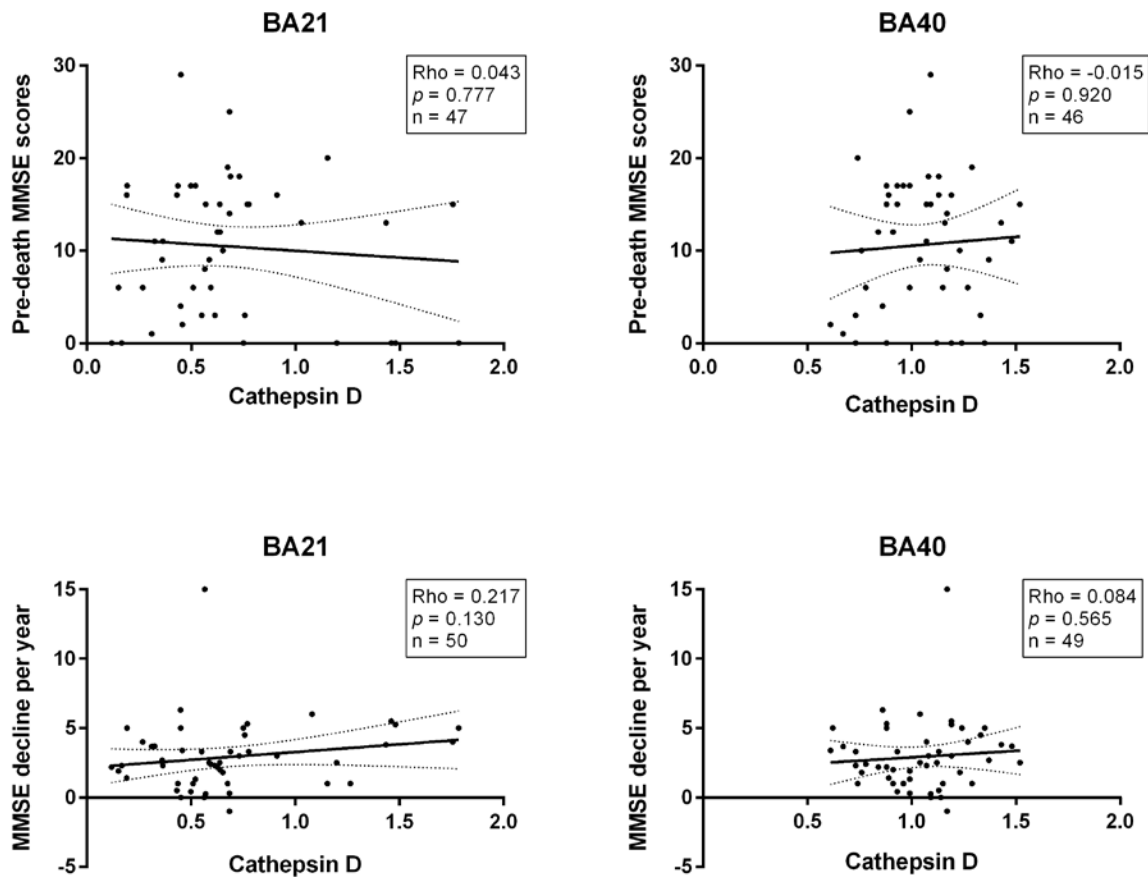 BA21
30
20
10
0
Pre-death MMSE scores
Rho = 0.043
p = 0.777
n = 47
0.0 0.5 1.0 1.5 2.0
Cathepsin D
BA40
30
20
10
0
Pre-death MMSE scores
Rho = -0.015
p = 0.920
n = 46
0.0 0.5 1.0 1.5 2.0
Cathepsin D
BA21
15
10
5
0
-5
MMSE decline per year
Rho = 0.217
p = 0.130
n = 50
0.5 1.0 1.5 2.0
Cathepsin D
BA40
15
10
5
0
-5
MMSE decline per year
Rho = 0.084
p = 0.565
n = 49
0.5 1.0 1.5 2.0
Cathepsin D